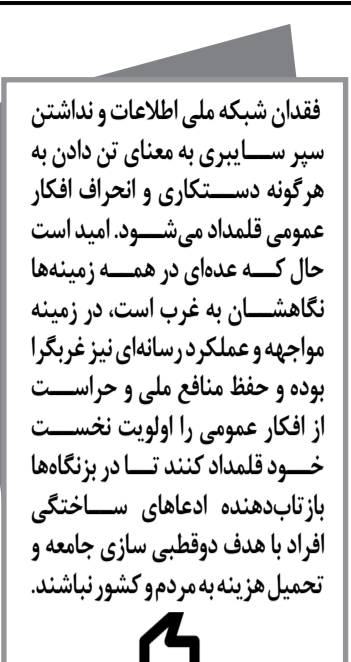 فقدان شبکه ملی اطلاعات و نداشتن
سپر سایبری به معنای تن دادن به
هرگونه دستکاری و انحراف افکار
عمومی قلمداد می‌شود. امید است
حال که عده‌ای در همه زمینه‌ها
نگاهشان به غرب است، در زمینه
مواجهه و عملکرد رسانه‌ای نیز غربگرا
بوده و حفظ منافع ملی و حراست
از افکار عمومی را اولویت نخست
خود قلمداد کنند تا در بزنگاه‌ها
بازتاب‌دهنده ادعاهای ساختگی
افراد با هدف دوقطبی سازی جامعه و
تحمیل هزینه به مردم و کشور نباشند.